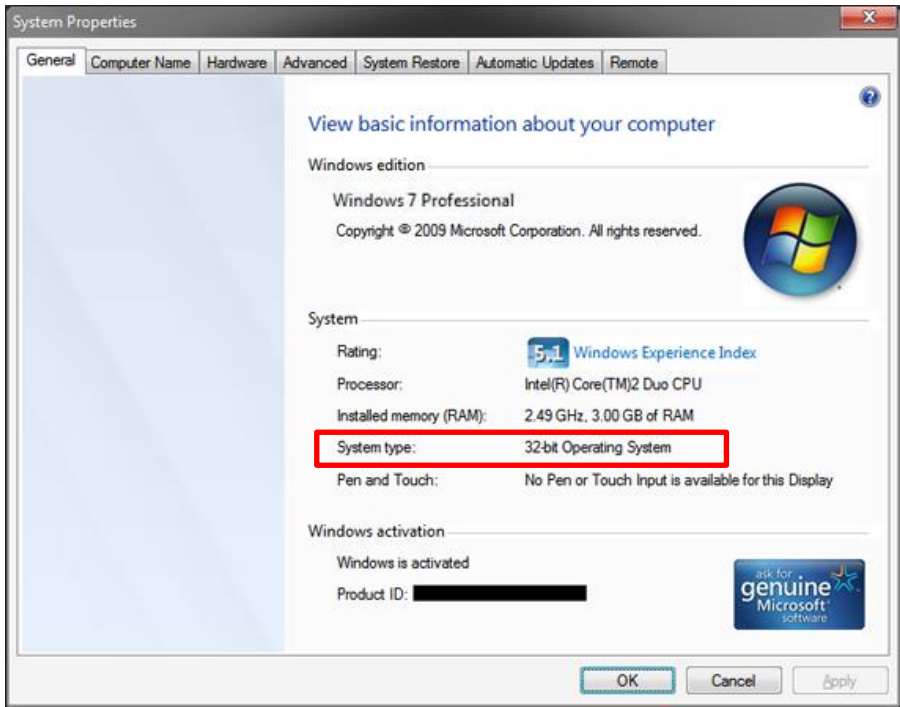 System Properties
General Computer Name Hardware Advanced System Restore Automatic Updates Remote
View basic information about your computer
Windows edition
Windows 7 Professional
Copyright © 2009 Microsoft Corporation. All rights reserved.
System
Rating: 5.1 Windows Experience Index
Processor: Intel(R) Core(TM)2 Duo CPU
Installed memory (RAM): 2.49 GHz, 3.00 GB of RAM
System type: 32-bit Operating System
Pen and Touch: No Pen or Touch Input is available for this Display
Windows activation
Windows is activated
Product ID:
ask for
genuine
Microsoft
software
OK Cancel Apply